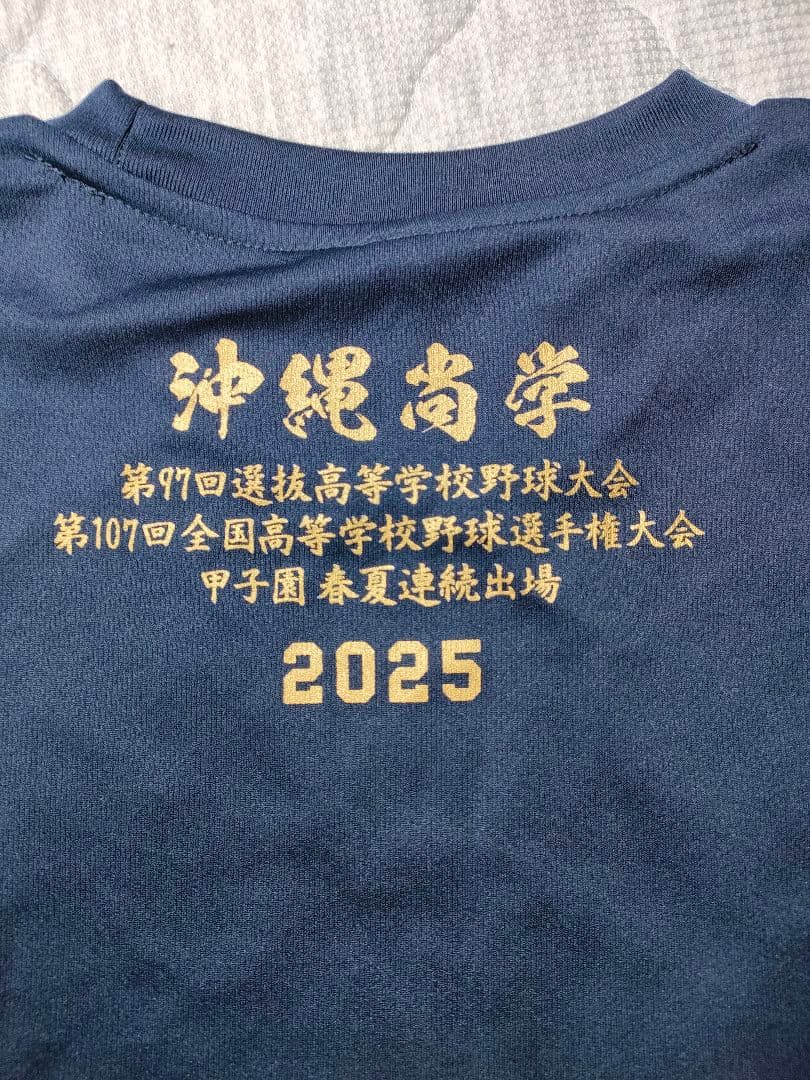 沖縄尚学
第97回選抜高等学校野球大会
第107回全国高等学校野球選手権大会
甲子園 春夏連続出場
2025